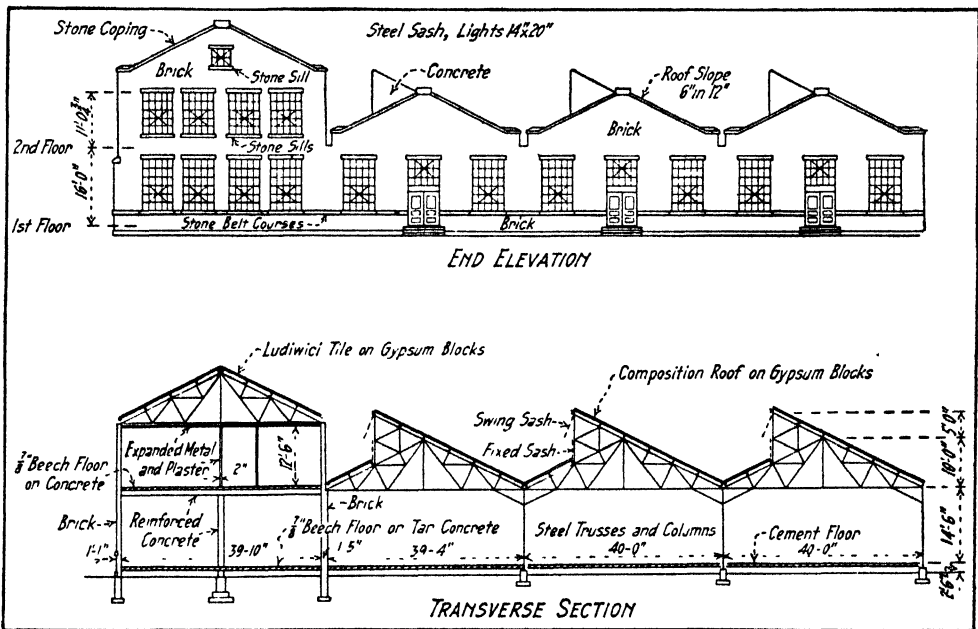 Stone Coping
Steel Sash, Lights 14"x20"
Brick
Stone Sill
Concrete
Roof Slope
6" in 12"
Brick
11'-0 3/4"
2nd Floor
Stone Sills
16'-0"
1st Floor
Stone Belt Courses
Brick
END ELEVATION
Ludiwici Tile on Gypsum Blocks
Composition Roof on Gypsum Blocks
Swing Sash
Fixed Sash
5'0"
10'-0"
Expanded Metal
and Plaster
2"
12'-6"
7/8" Beech Floor
or Concrete
Brick
Reinforced
Concrete
Brick
7/8" Beech Floor or Tar Concrete
Steel Trusses and Columns
Cement Floor
14'-6"
1'-1"
39'-10"
1'5"
39'-4"
40'-0"
40'-0"
TRANSVERSE SECTION